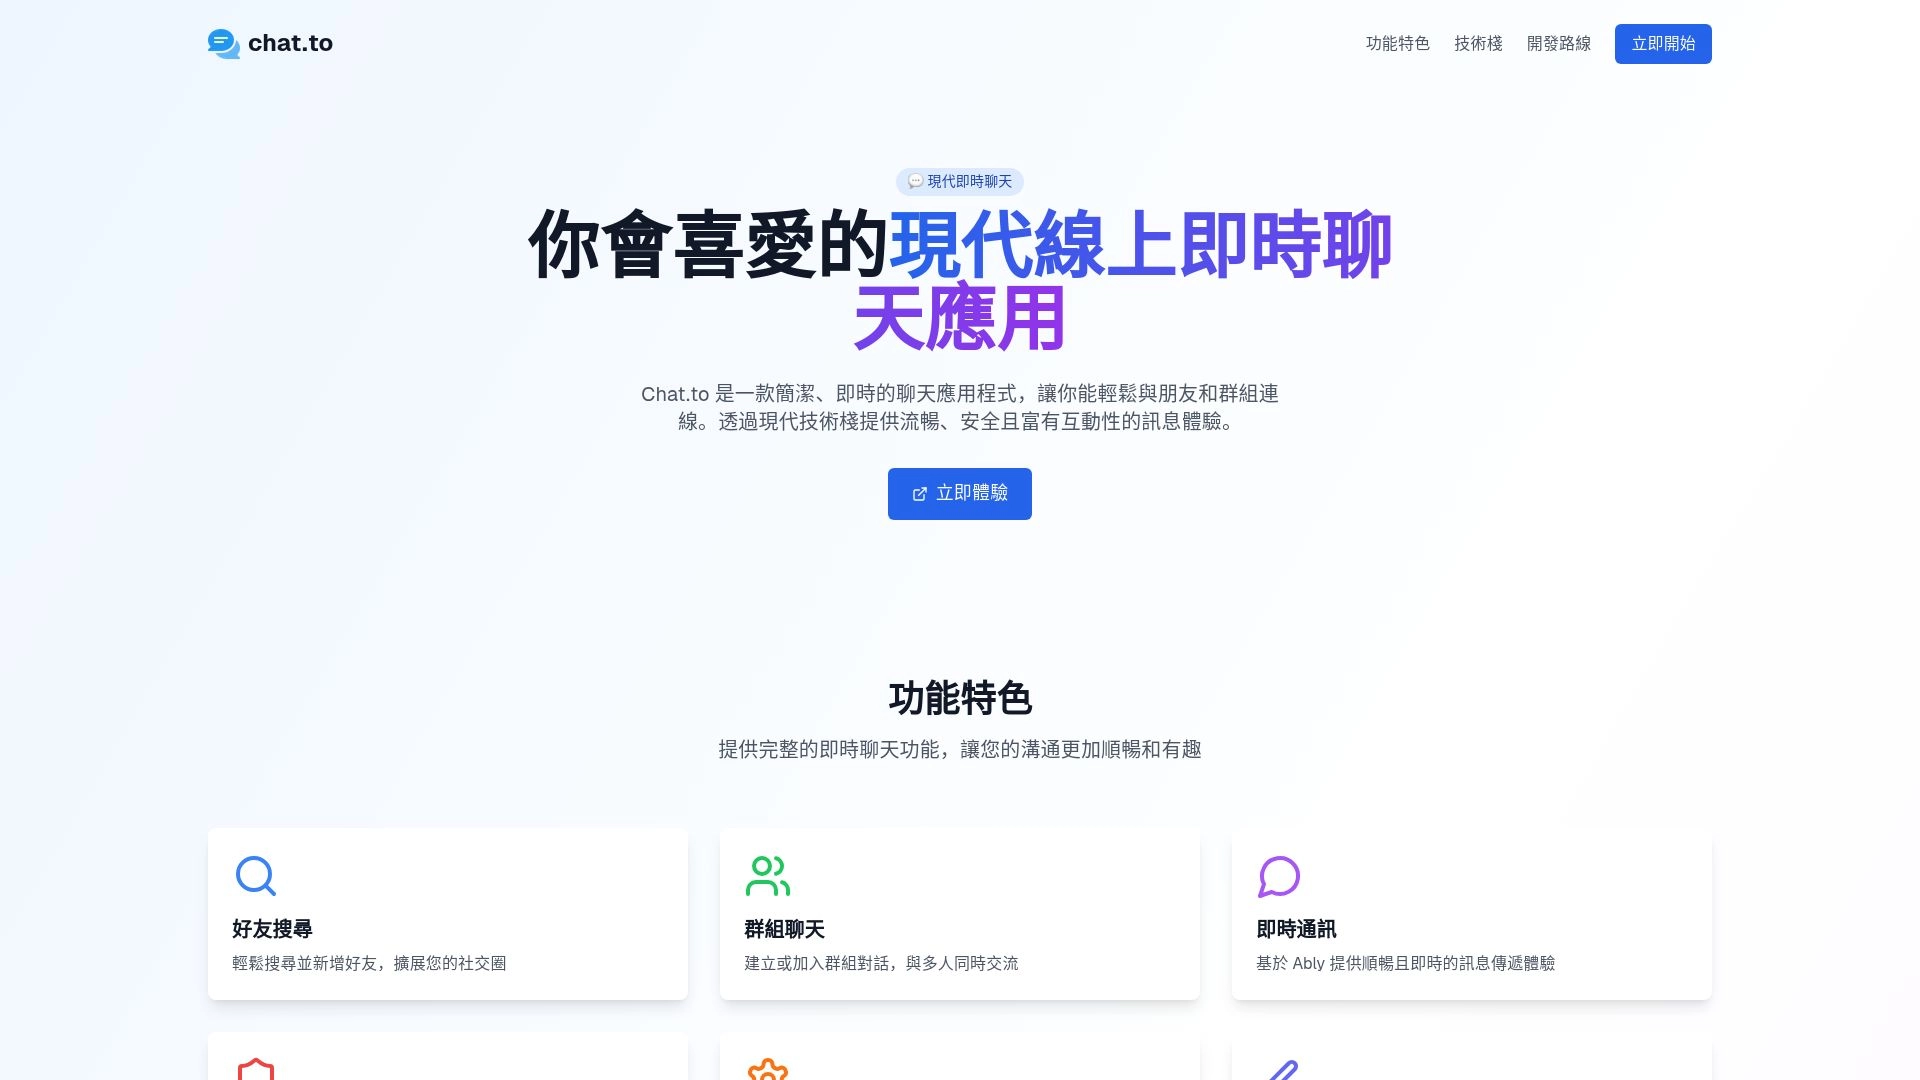 chat.to
功能特色
技術棧
開發路線
立即開始
💬 現代即時聊天
你會喜愛的現代線上即時聊
天應用
Chat.to 是一款簡潔、即時的聊天應用程式，讓你能輕鬆與朋友和群組連
線。透過現代技術棧提供流暢、安全且富有互動性的訊息體驗。
立即體驗
功能特色
提供完整的即時聊天功能，讓您的溝通更加順暢和有趣
好友搜尋
輕鬆搜尋並新增好友，擴展您的社交圈
群組聊天
建立或加入群組對話，與多人同時交流
即時通訊
基於 Ably 提供順暢且即時的訊息傳遞體驗